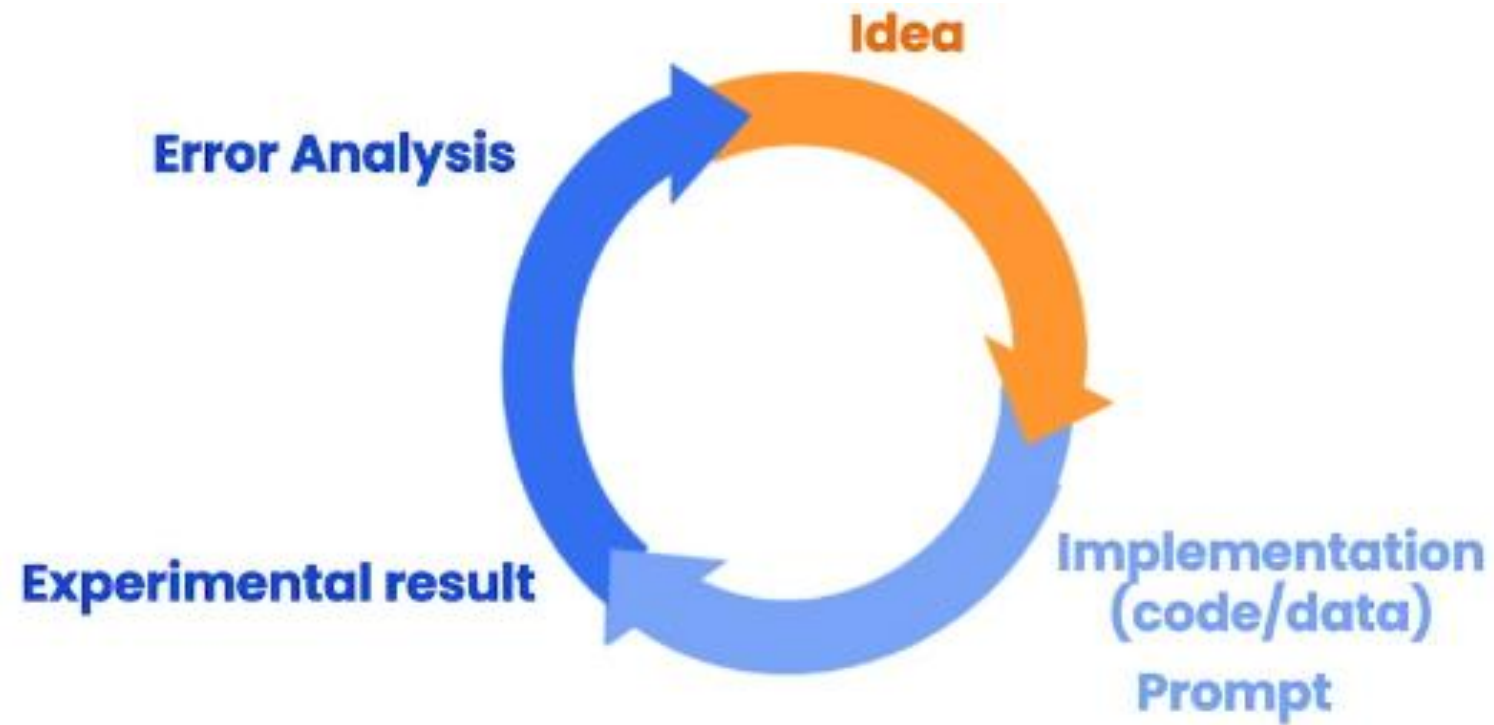 Idea
Error Analysis
Implementation
(code/data)
Prompt
Experimental result